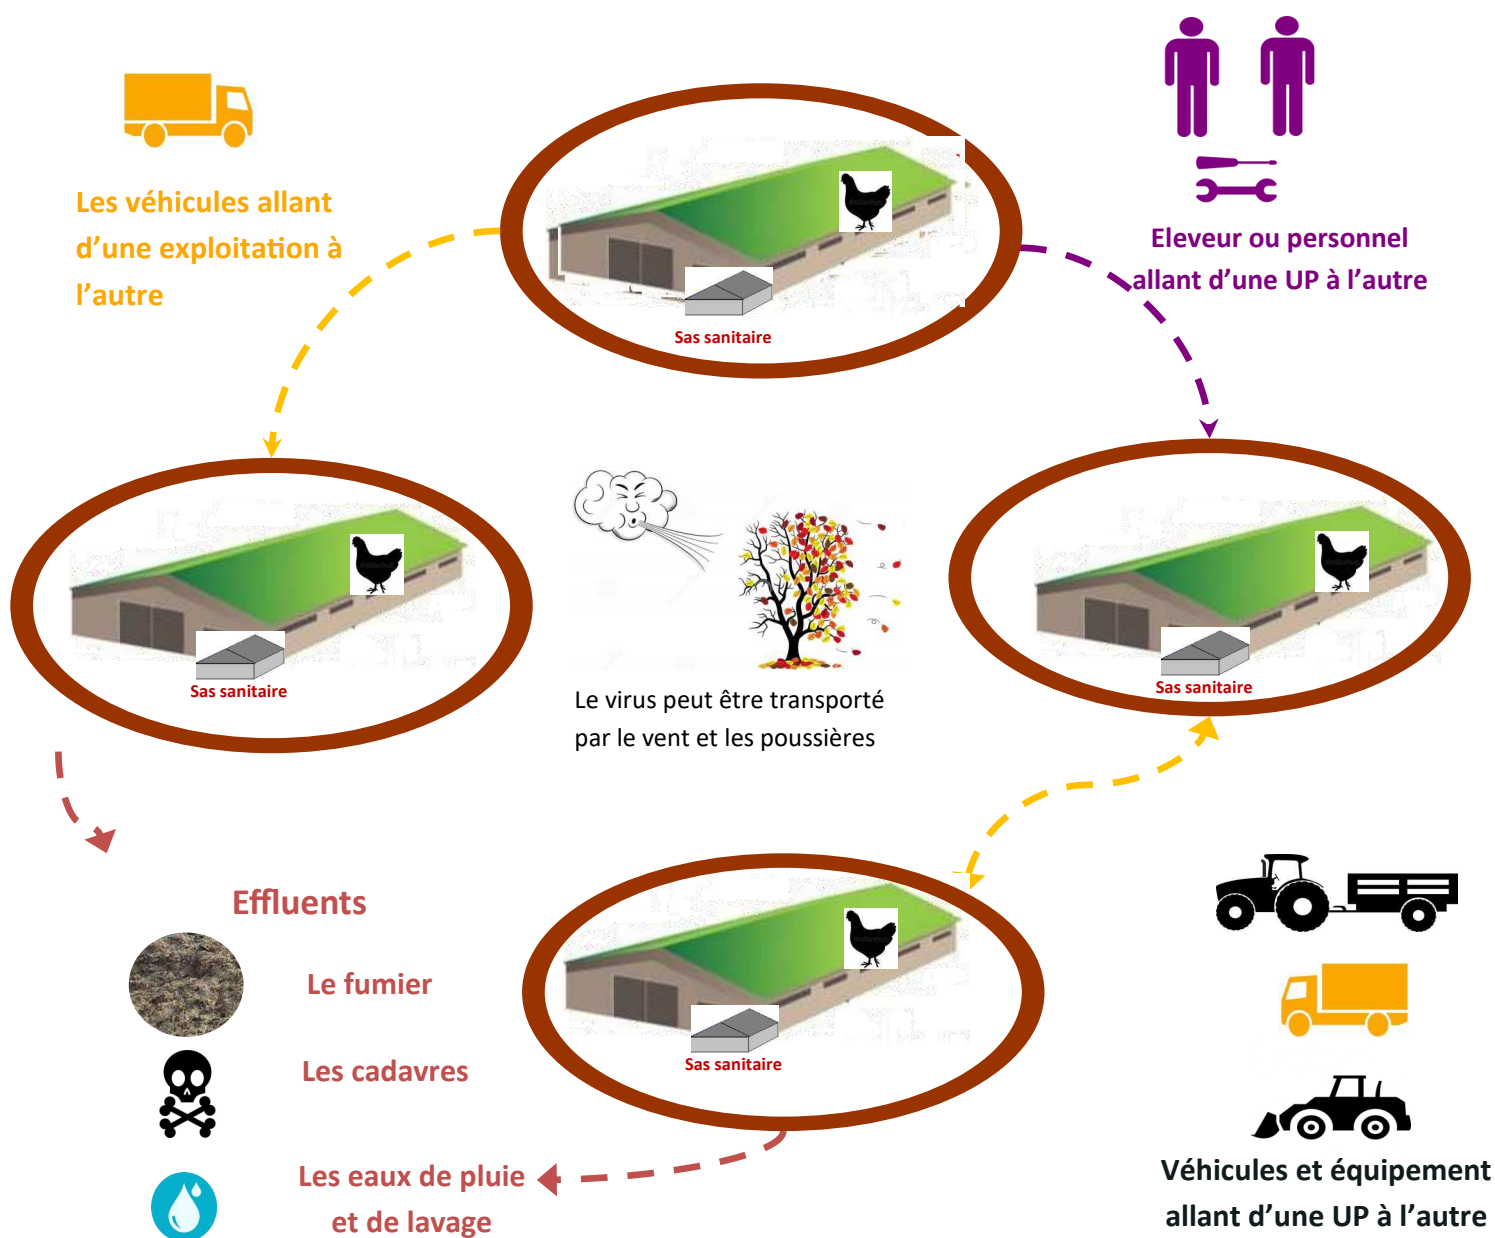 Les véhicules allant
d’une exploitation à
l’autre
Eleveur ou personnel
allant d’une UP à l’autre
Sas sanitaire
Sas sanitaire
Sas sanitaire
Le virus peut être transporté
par le vent et les poussières
Effluents
Le fumier
Les cadavres
Les eaux de pluie
et de lavage
Sas sanitaire
Véhicules et équipement
allant d’une UP à l’autre